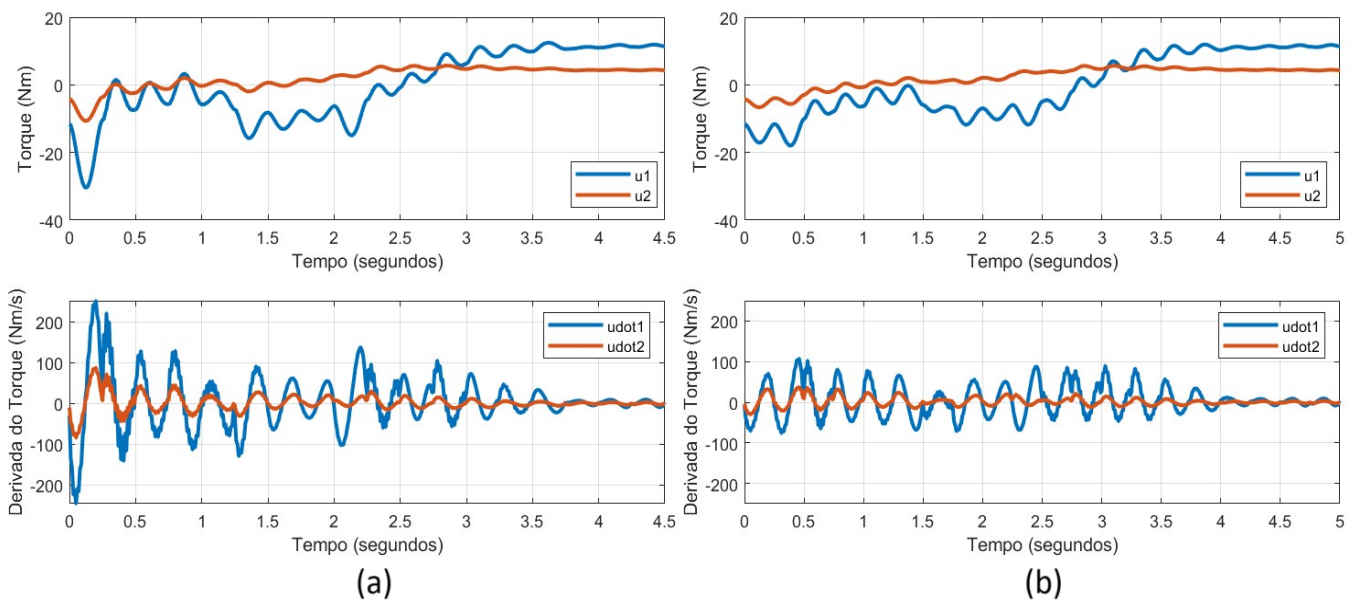 20
0
-20
-40
Torque (Nm)
u1
u2
0 0.5 1 1.5 2 2.5 3 3.5 4 4.5
Tempo (segundos)
20
0
-20
-40
Torque (Nm)
u1
u2
0 0.5 1 1.5 2 2.5 3 3.5 4 4.5 5
Tempo (segundos)
200
100
0
-100
-200
Derivada do Torque (Nm/s)
udot1
udot2
0 0.5 1 1.5 2 2.5 3 3.5 4 4.5
Tempo (segundos)
(a)
200
100
0
-100
-200
Derivada do Torque (Nm/s)
udot1
udot2
0 0.5 1 1.5 2 2.5 3 3.5 4 4.5 5
Tempo (segundos)
(b)